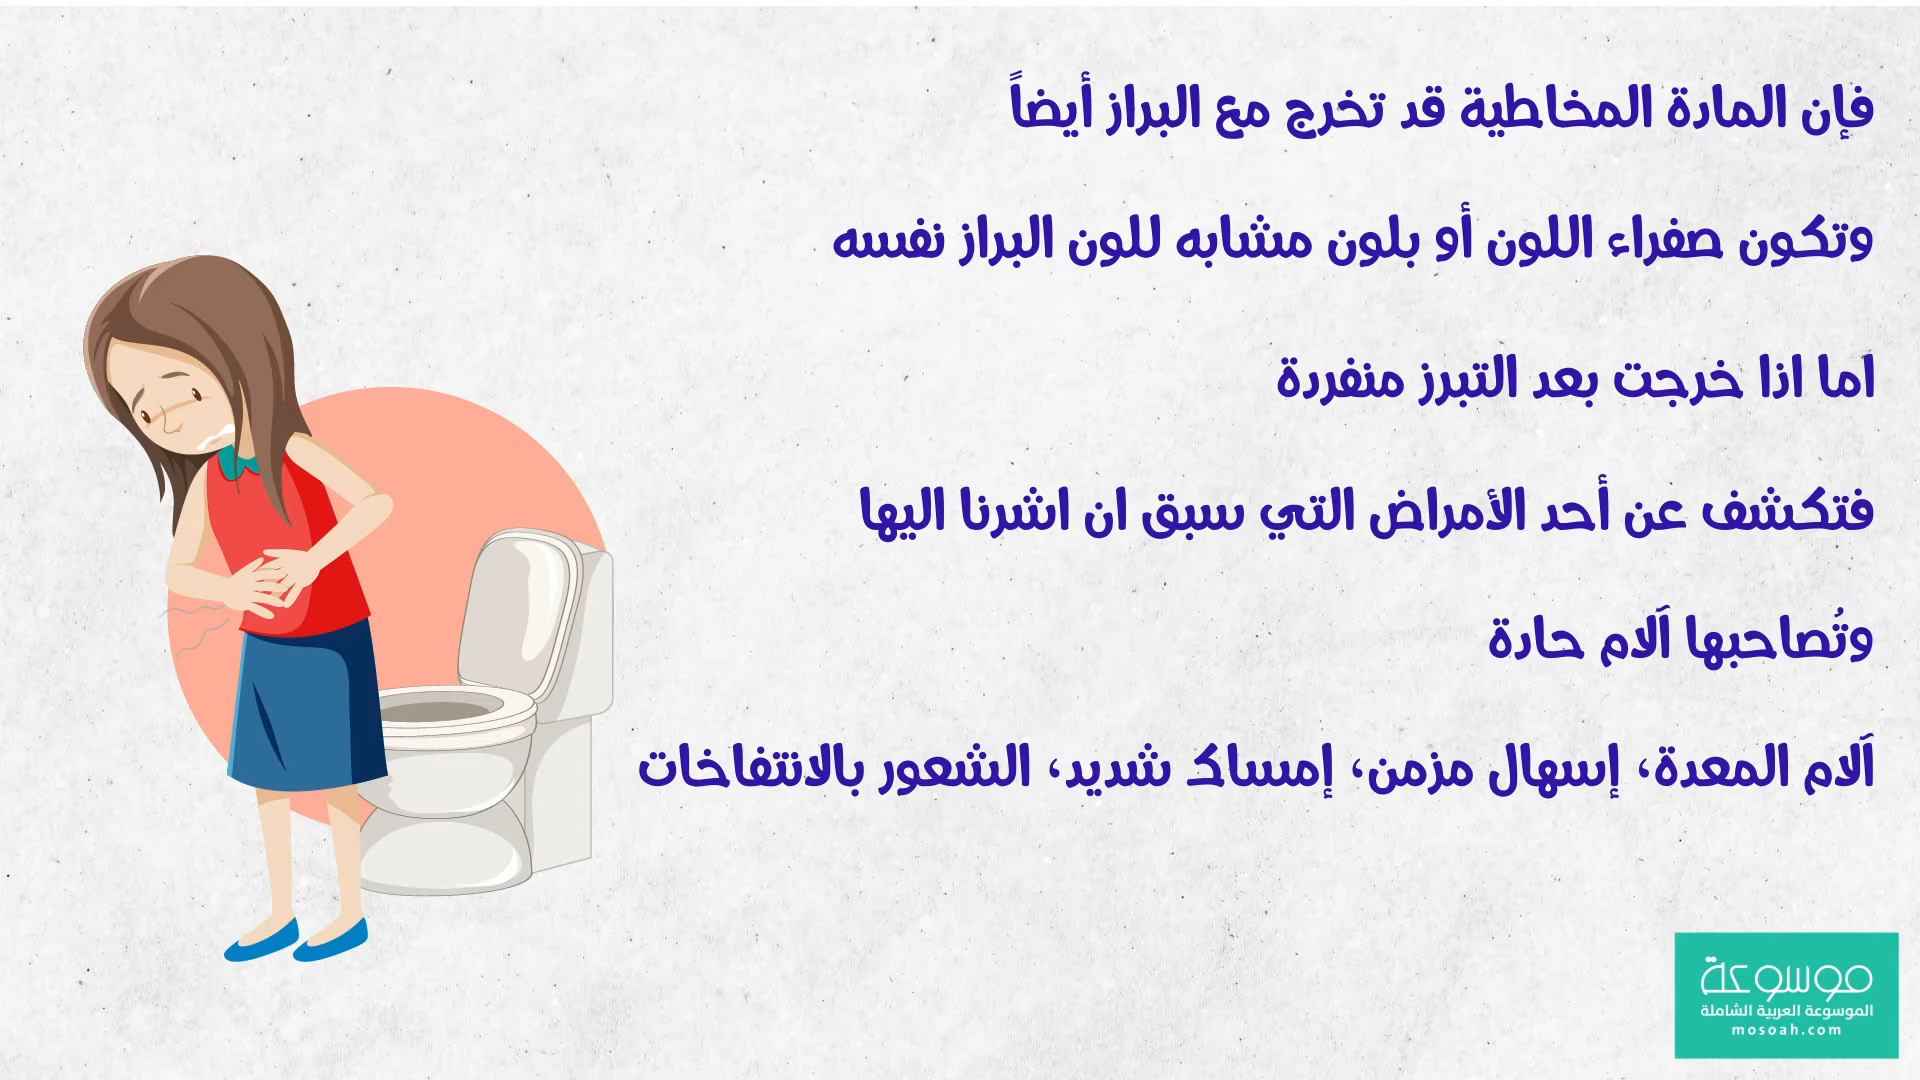 فإن المادة المخاطية قد تخرج مع البراز أيضاً
وتكون صفراء اللون أو بلون مشابه للون البراز نفسه
اما اذا خرجت بعد التبرز منفردة
فتكشف عن أحد الأمراض التي سبق ان اشرنا اليها
وتُصاحبها آلام حادة
آلام المعدة، إسهال مزمن، إمساك شديد، الشعور بالانتفاخات
موسوعة
الموسوعة العربية الشاملة
mosoah.com